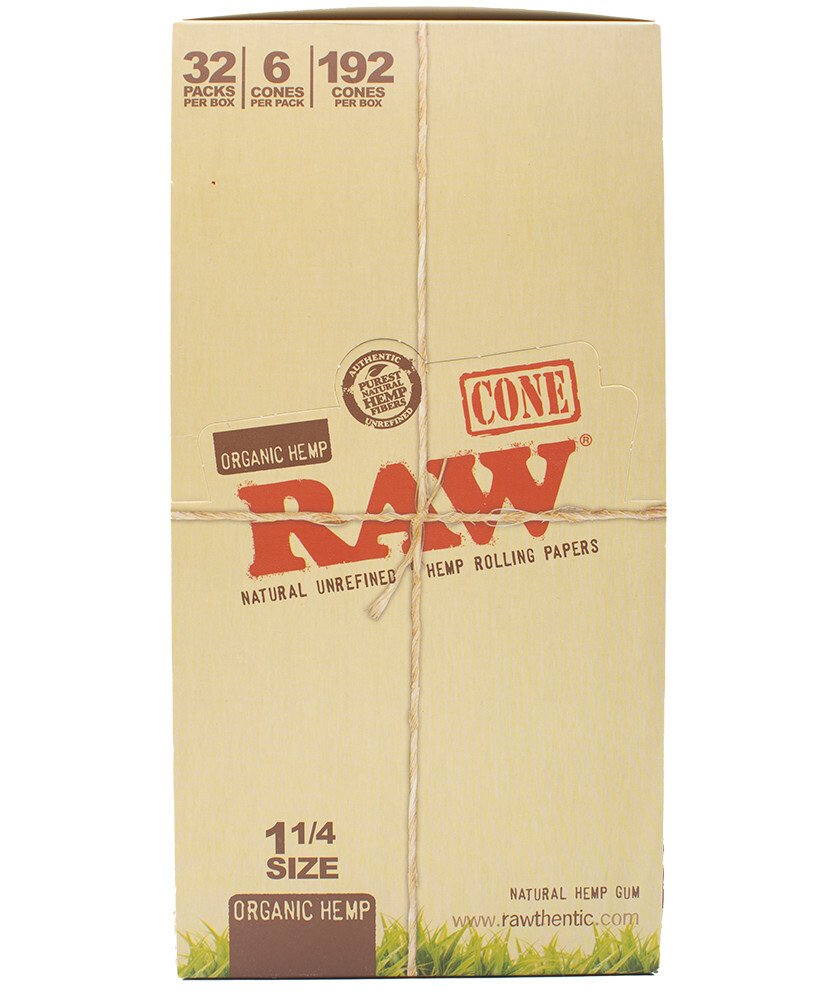 32 PACKS PER BOX
6 CONES PER PACK
192 CONES PER BOX
AUTHENTIC
PUREST
NATURAL
HEMP
FIBERS
UNREFINED
CONE
ORGANIC HEMP
RAW®
NATURAL UNREFINED HEMP ROLLING PAPERS
1 1/4
SIZE
ORGANIC HEMP
NATURAL HEMP GUM
www.rawthentic.com